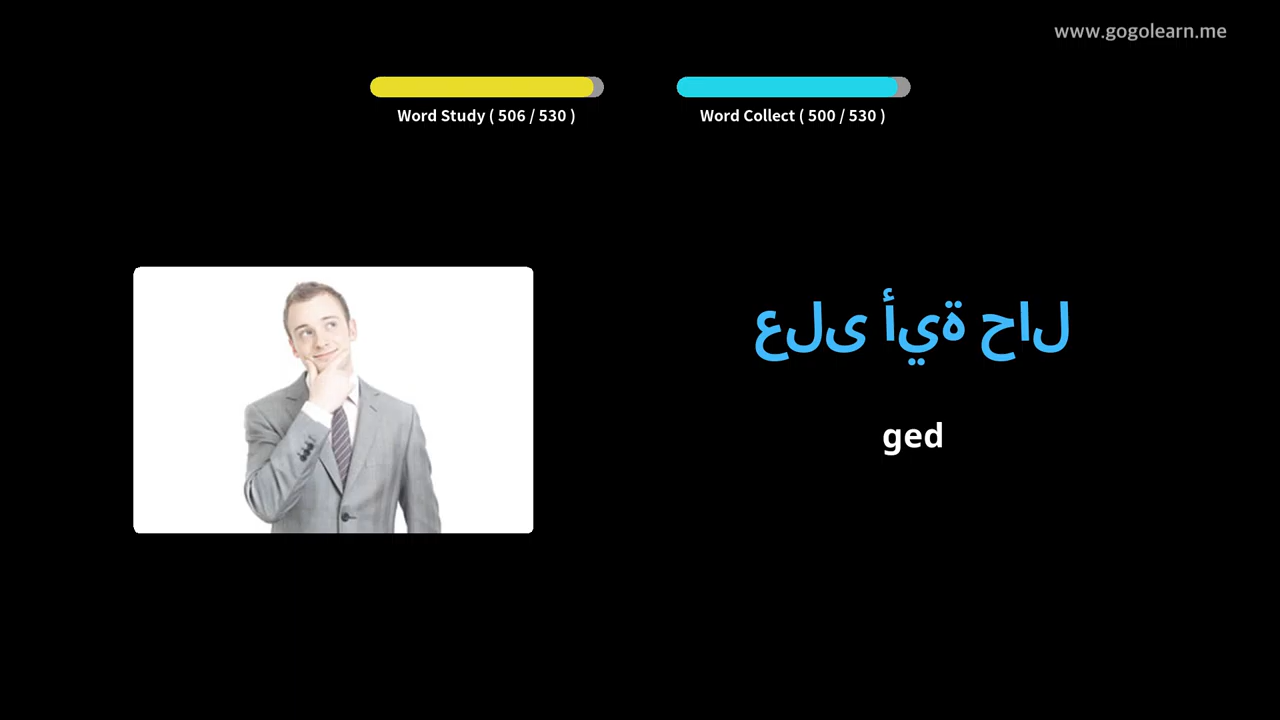 www.gogolearn.me
Word Study ( 506 / 530 )
Word Collect ( 500 / 530 )
على أية حال
ged